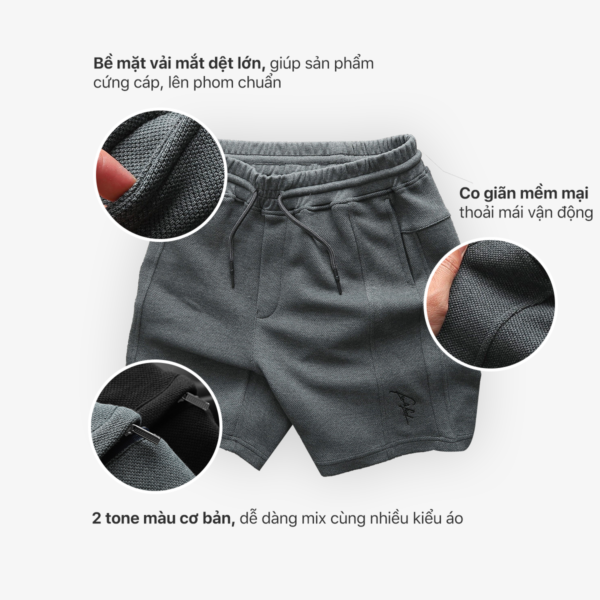 Bề mặt vải mắt dệt lớn, giúp sản phẩm
cứng cáp, lên phom chuẩn
Co giãn mềm mại
thoải mái vận động
2 tone màu cơ bản, dễ dàng mix cùng nhiều kiểu áo